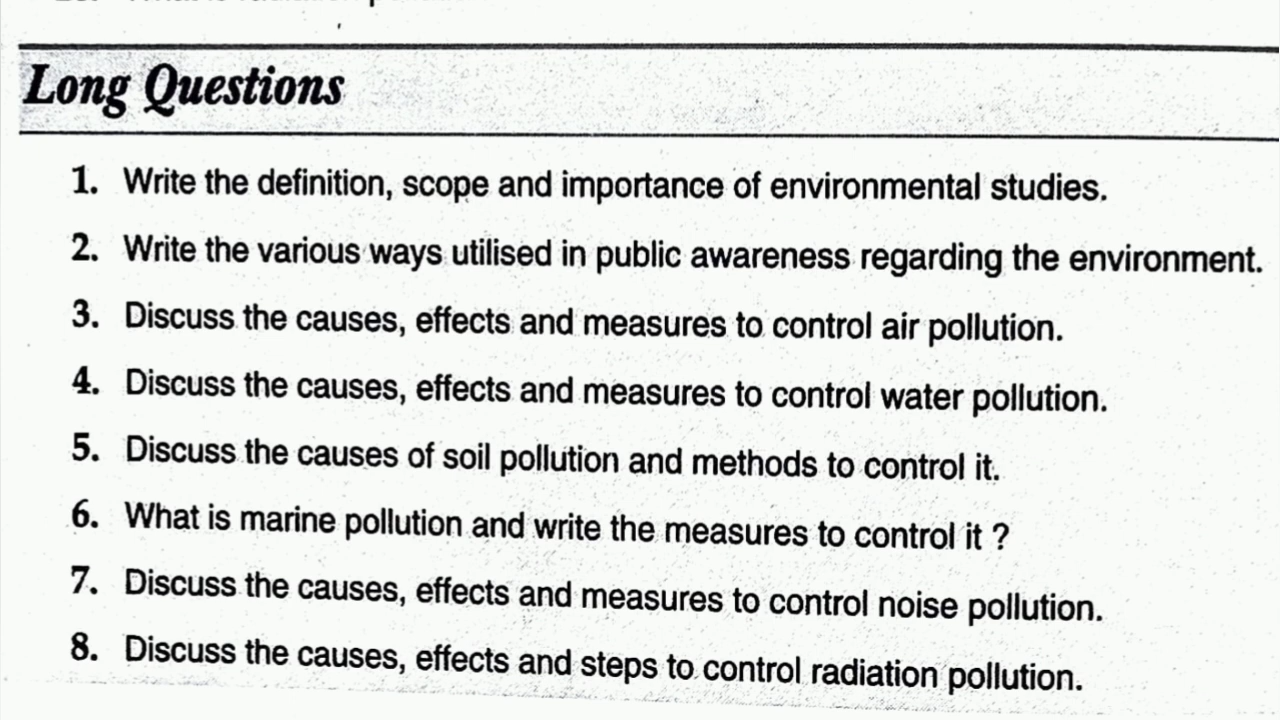 Long Questions
1. Write the definition, scope and importance of environmental studies.
2. Write the various ways utilised in public awareness regarding the environment.
3. Discuss the causes, effects and measures to control air pollution.
4. Discuss the causes, effects and measures to control water pollution.
5. Discuss the causes of soil pollution and methods to control it.
6. What is marine pollution and write the measures to control it ?
7. Discuss the causes, effects and measures to control noise pollution.
8. Discuss the causes, effects and steps to control radiation pollution.